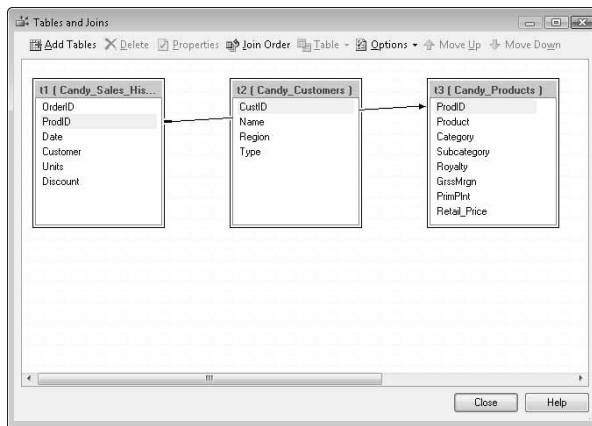 Tables and Joins
Add Tables Delete Properties Join Order Table Options Move Up Move Down
t1 ( Candy_Sales_His...
OrderID
ProdID
Date
Customer
Units
Discount
t2 ( Candy_Customers )
CustID
Name
Region
Type
t3 ( Candy_Products )
ProdID
Product
Category
Subcategory
Royalty
GrssMrgn
PrimPlnt
Retail_Price
Close Help